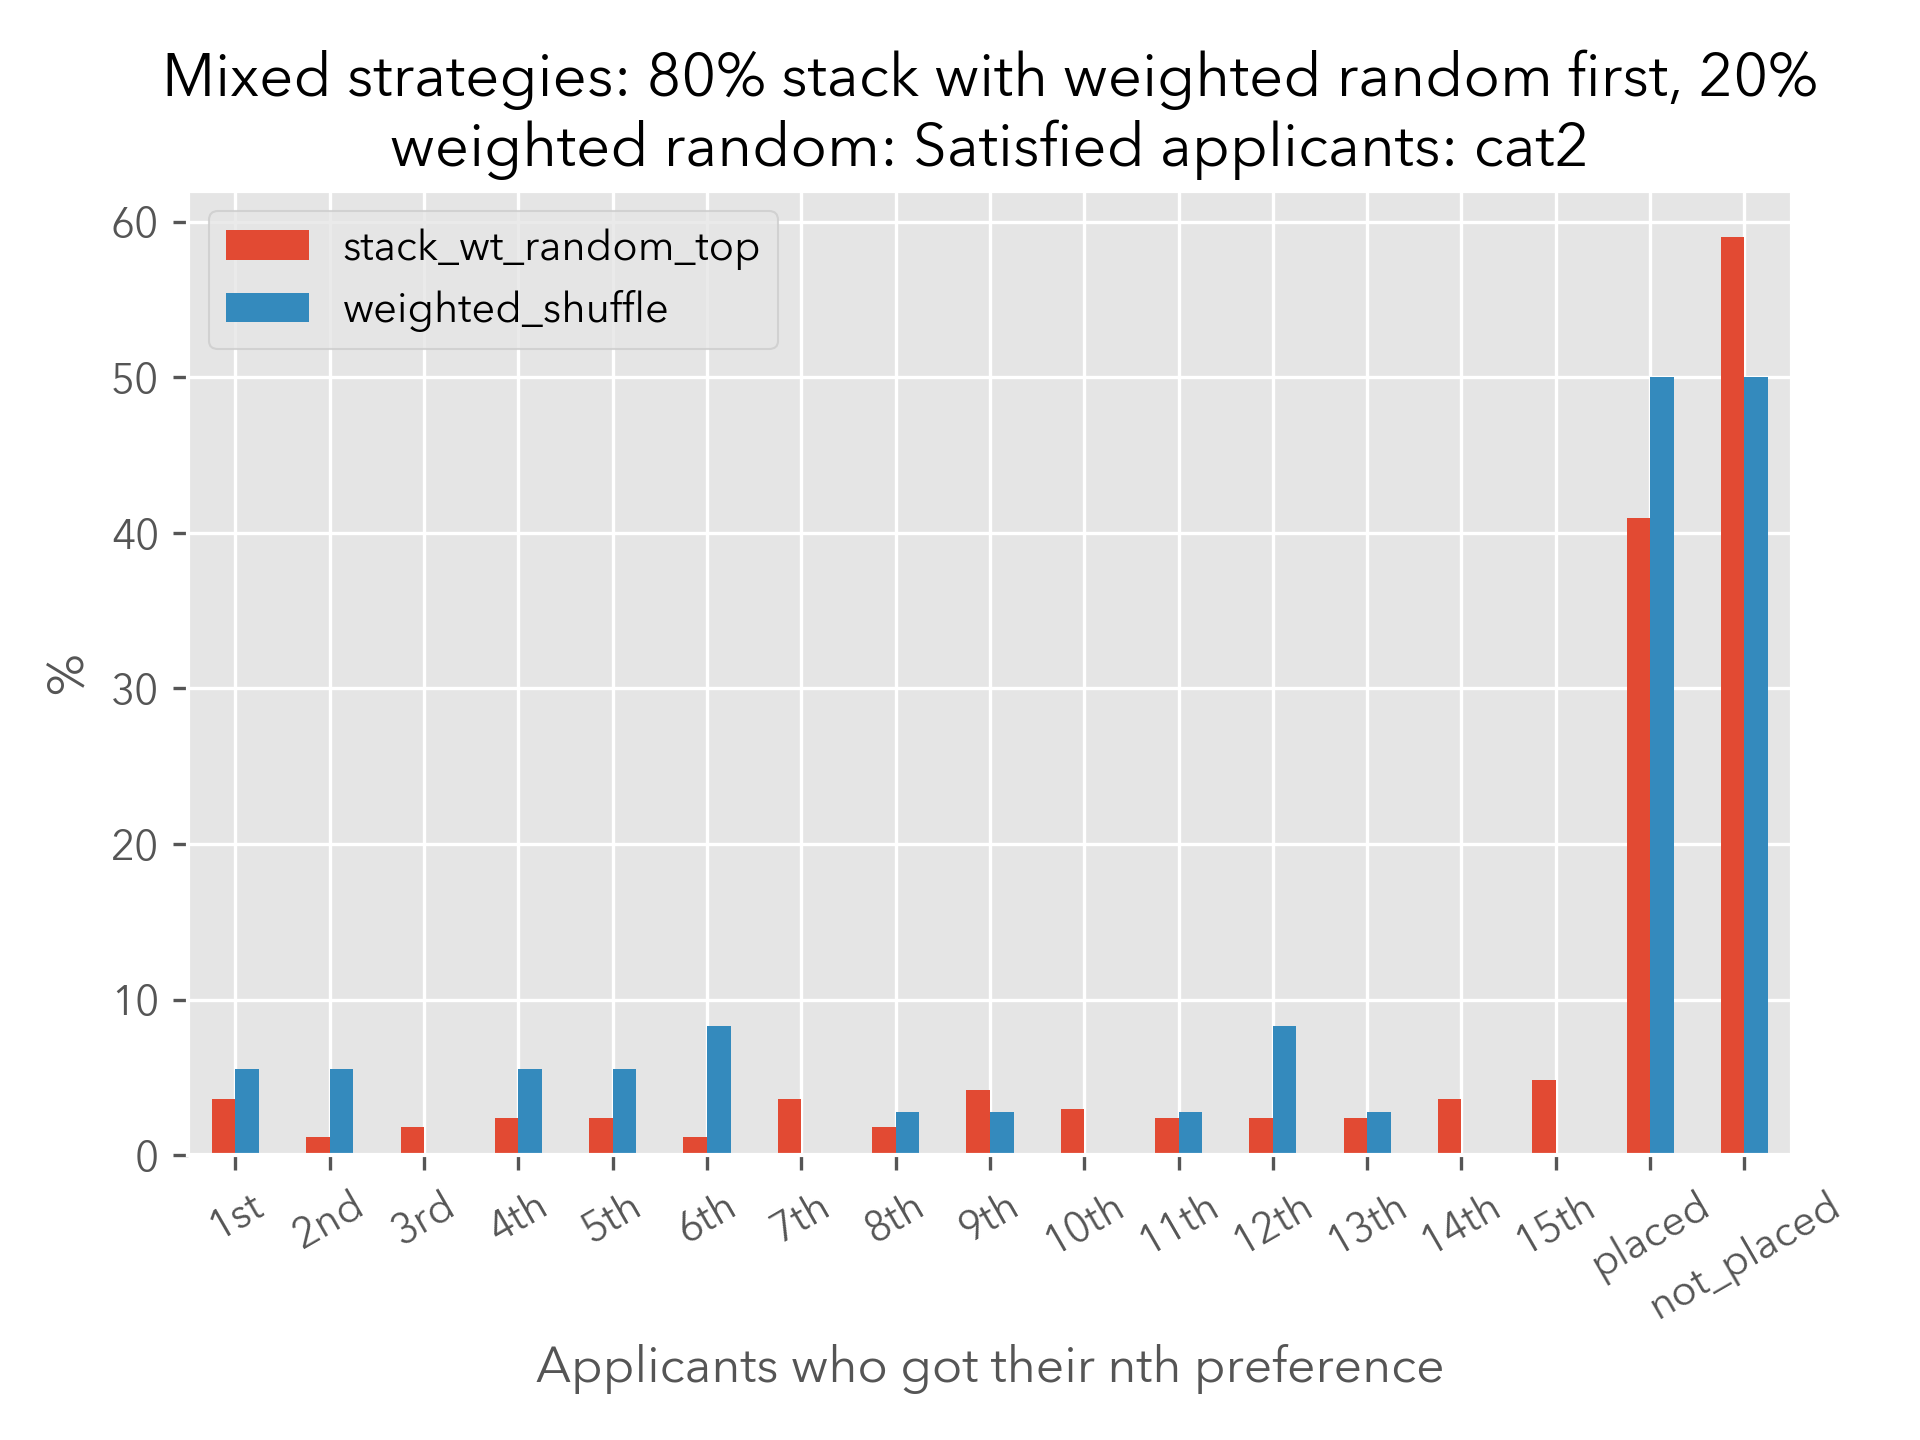 Mixed strategies: 80% stack with weighted random first, 20%
weighted random: Satisfied applicants: cat2
stack_wt_random_top
weighted_shuffle
%
60
50
40
30
20
10
0
1st
2nd
3rd
4th
5th
6th
7th
8th
9th
10th
11th
12th
13th
14th
15th
placed
not_placed
Applicants who got their nth preference